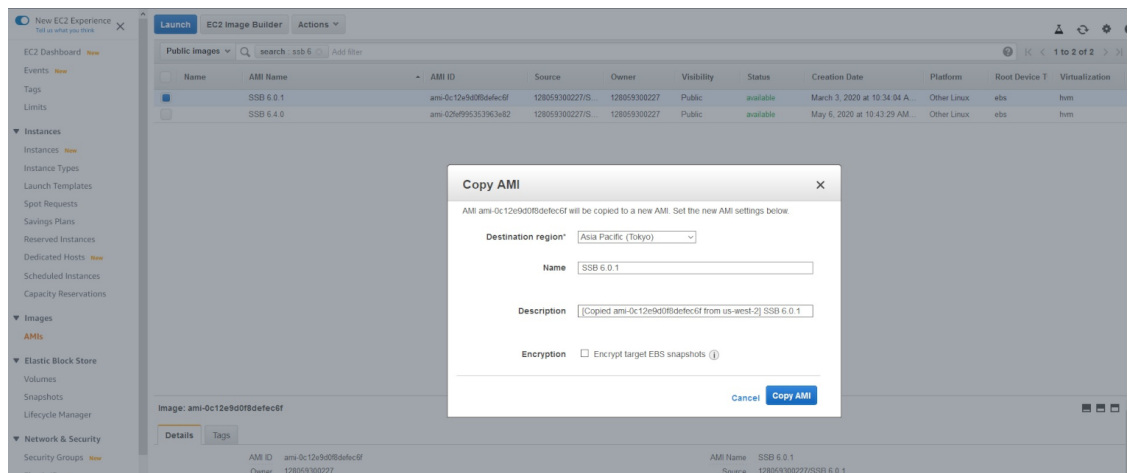 New EC2 Experience
Tell us what you think
EC2 Dashboard New
Events New
Tags
Limits
Instances
Instances New
Instance Types
Launch Templates
Spot Requests
Savings Plans
Reserved Instances
Dedicated Hosts New
Scheduled Instances
Capacity Reservations
Images
AMIs
Elastic Block Store
Volumes
Snapshots
Lifecycle Manager
Network & Security
Security Groups New
Launch EC2 Image Builder Actions
Public images search : ssb 6 Add filter 1 to 2 of 2
Name AMI Name AMI ID Source Owner Visibility Status Creation Date Platform Root Device T Virtualization
SSB 6.0.1 ami-0c12e9d0f8defec6f 128059300227/S... 128059300227 Public available March 3, 2020 at 10:34:04 A... Other Linux ebs hvm
SSB 6.4.0 ami-02fef995353963e82 128059300227/S... 128059300227 Public available May 6, 2020 at 10:43:29 AM... Other Linux ebs hvm
Copy AMI
AMI ami-0c12e9d0f8defec6f will be copied to a new AMI. Set the new AMI settings below.
Destination region* Asia Pacific (Tokyo)
Name SSB 6.0.1
Description [Copied ami-0c12e9d0f8defec6f from us-west-2] SSB 6.0.1
Encryption Encrypt target EBS snapshots
Cancel Copy AMI
Image: ami-0c12e9d0f8defec6f
Details Tags
AMI ID ami-0c12e9d0f8defec6f AMI Name SSB 6.0.1
Owner 128059300227 Source 128059300227/SSB 6.0.1